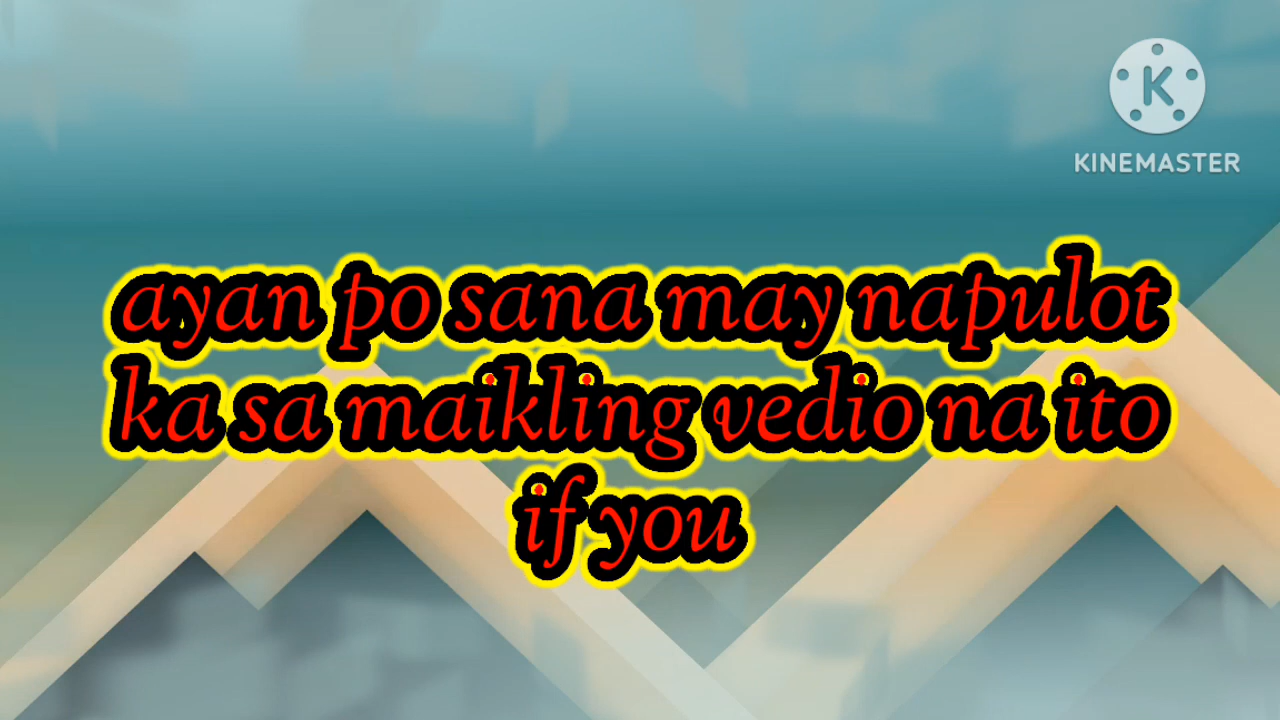 K
KINEMASTER
ayan po sana may napulot
ka sa maikling vedio na ito
if you